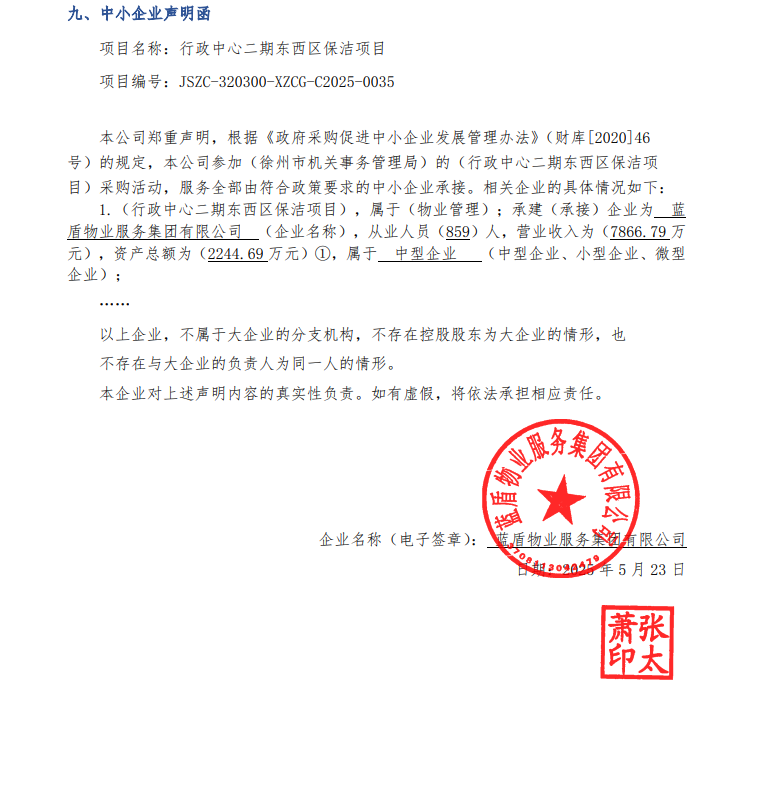 九、中小企业声明函
项目名称：行政中心二期东西区保洁项目
项目编号：JSZC-320300-XZCG-C2025-0035
本公司郑重声明，根据《政府采购促进中小企业发展管理办法》（财库[2020]46
号）的规定，本公司参加（徐州市机关事务管理局）的（行政中心二期东西区保洁项
目）采购活动，服务全部由符合政策要求的中小企业承接。相关企业的具体情况如下：
1.（行政中心二期东西区保洁项目），属于（物业管理）；承建（承接）企业为 蓝
盾物业服务集团有限公司 （企业名称），从业人员（859）人，营业收入为（7866.79 万
元），资产总额为（2244.69 万元）①，属于 中型企业 （中型企业、小型企业、微型
企业）；
……
以上企业，不属于大企业的分支机构，不存在控股股东为大企业的情形，也
不存在与大企业的负责人为同一人的情形。
本企业对上述声明内容的真实性负责。如有虚假，将依法承担相应责任。
蓝盾物业服务集团有限公司
企业名称（电子签章）：蓝盾物业服务集团有限公司
日期：2025 年 5 月 23 日
张太
萧印